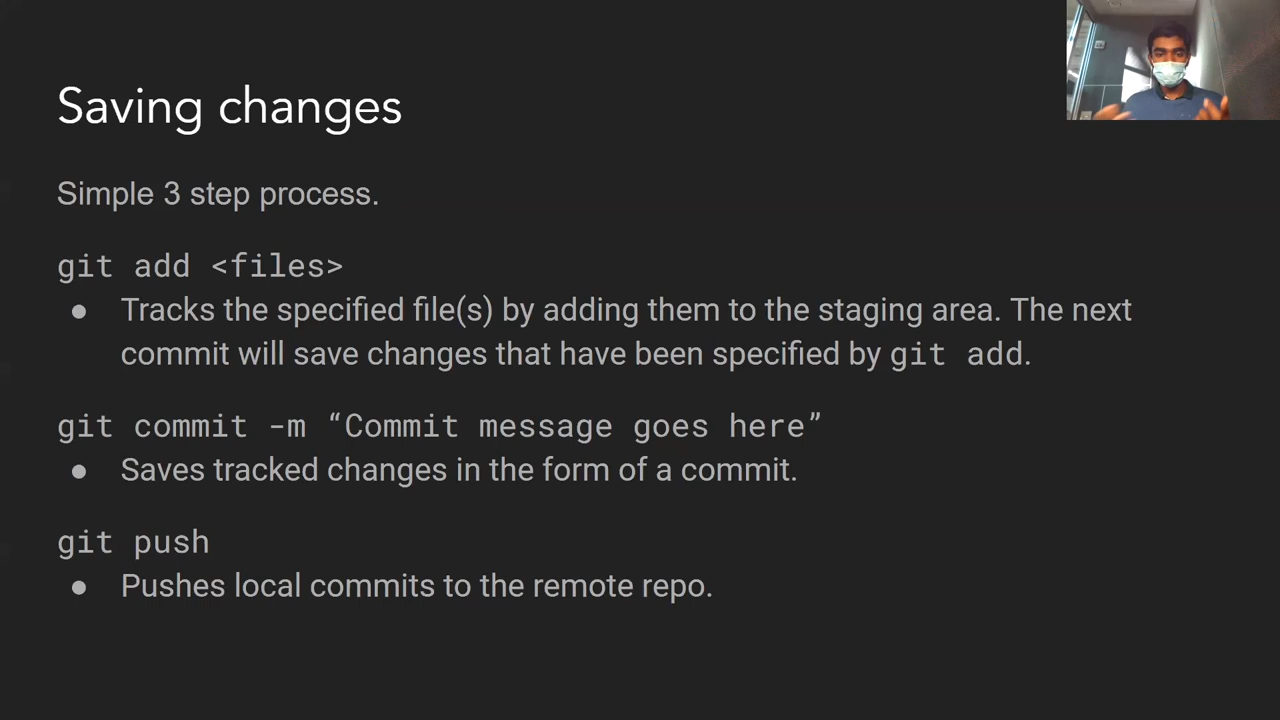 Saving changes
Simple 3 step process.
git add <files>
● Tracks the specified file(s) by adding them to the staging area. The next
commit will save changes that have been specified by git add.
git commit -m “Commit message goes here”
● Saves tracked changes in the form of a commit.
git push
● Pushes local commits to the remote repo.